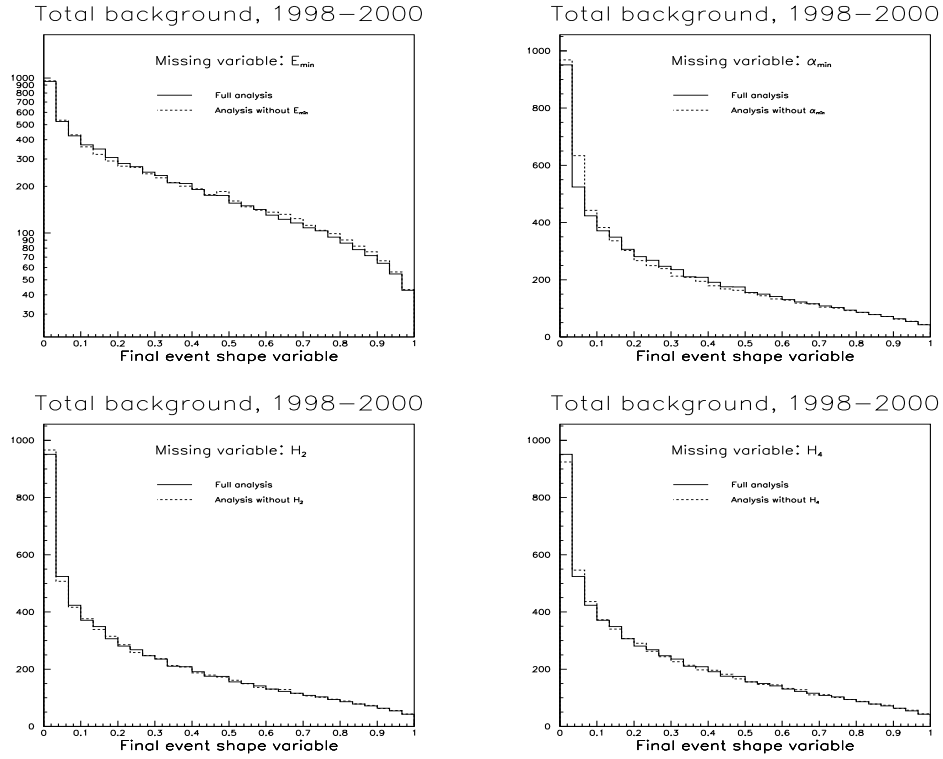 Total background, 1998−2000
Missing variable: Emin
Full analysis
Analysis without Emin
1000
900
800
700
600
500
400
300
200
100
90
80
70
60
50
40
30
0 0.1 0.2 0.3 0.4 0.5 0.6 0.7 0.8 0.9 1
Final event shape variable
Total background, 1998−2000
Missing variable: αmin
Full analysis
Analysis without αmin
1000
800
600
400
200
0
0 0.1 0.2 0.3 0.4 0.5 0.6 0.7 0.8 0.9 1
Final event shape variable
Total background, 1998−2000
Missing variable: H2
Full analysis
Analysis without H2
1000
800
600
400
200
0
0 0.1 0.2 0.3 0.4 0.5 0.6 0.7 0.8 0.9 1
Final event shape variable
Total background, 1998−2000
Missing variable: H4
Full analysis
Analysis without H4
1000
800
600
400
200
0
0 0.1 0.2 0.3 0.4 0.5 0.6 0.7 0.8 0.9 1
Final event shape variable